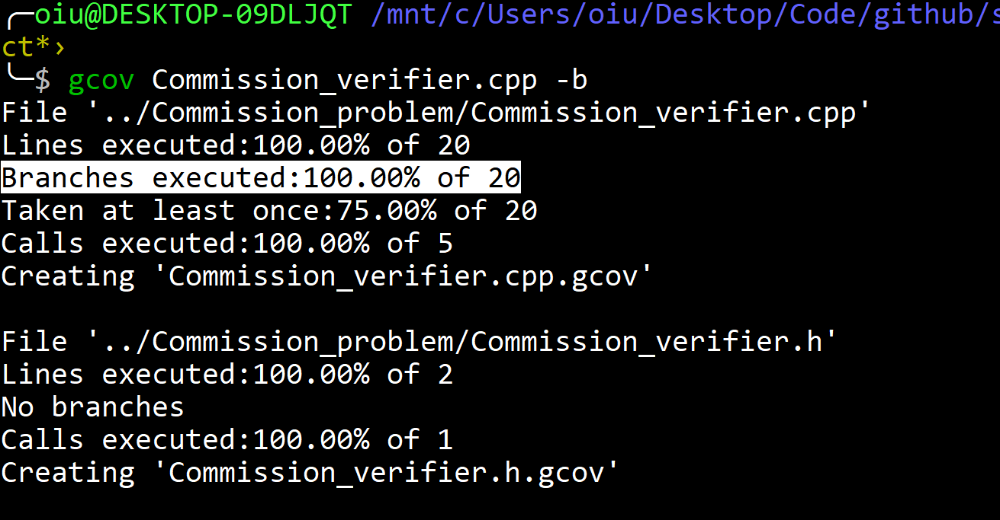 ╭─oiu@DESKTOP-09DLJQT /mnt/c/Users/oiu/Desktop/Code/github/s
ct*›
╰─$ gcov Commission_verifier.cpp -b
File '../Commission_problem/Commission_verifier.cpp'
Lines executed:100.00% of 20
Branches executed:100.00% of 20
Taken at least once:75.00% of 20
Calls executed:100.00% of 5
Creating 'Commission_verifier.cpp.gcov'
File '../Commission_problem/Commission_verifier.h'
Lines executed:100.00% of 2
No branches
Calls executed:100.00% of 1
Creating 'Commission_verifier.h.gcov'